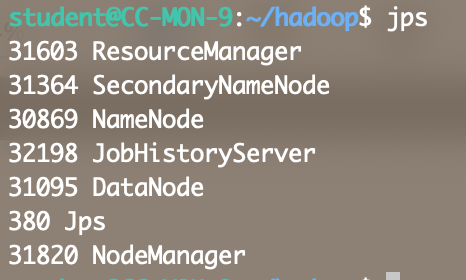 student@CC-MON-9:~/hadoop$ jps
31603 ResourceManager
31364 SecondaryNameNode
30869 NameNode
32198 JobHistoryServer
31095 DataNode
380 Jps
31820 NodeManager